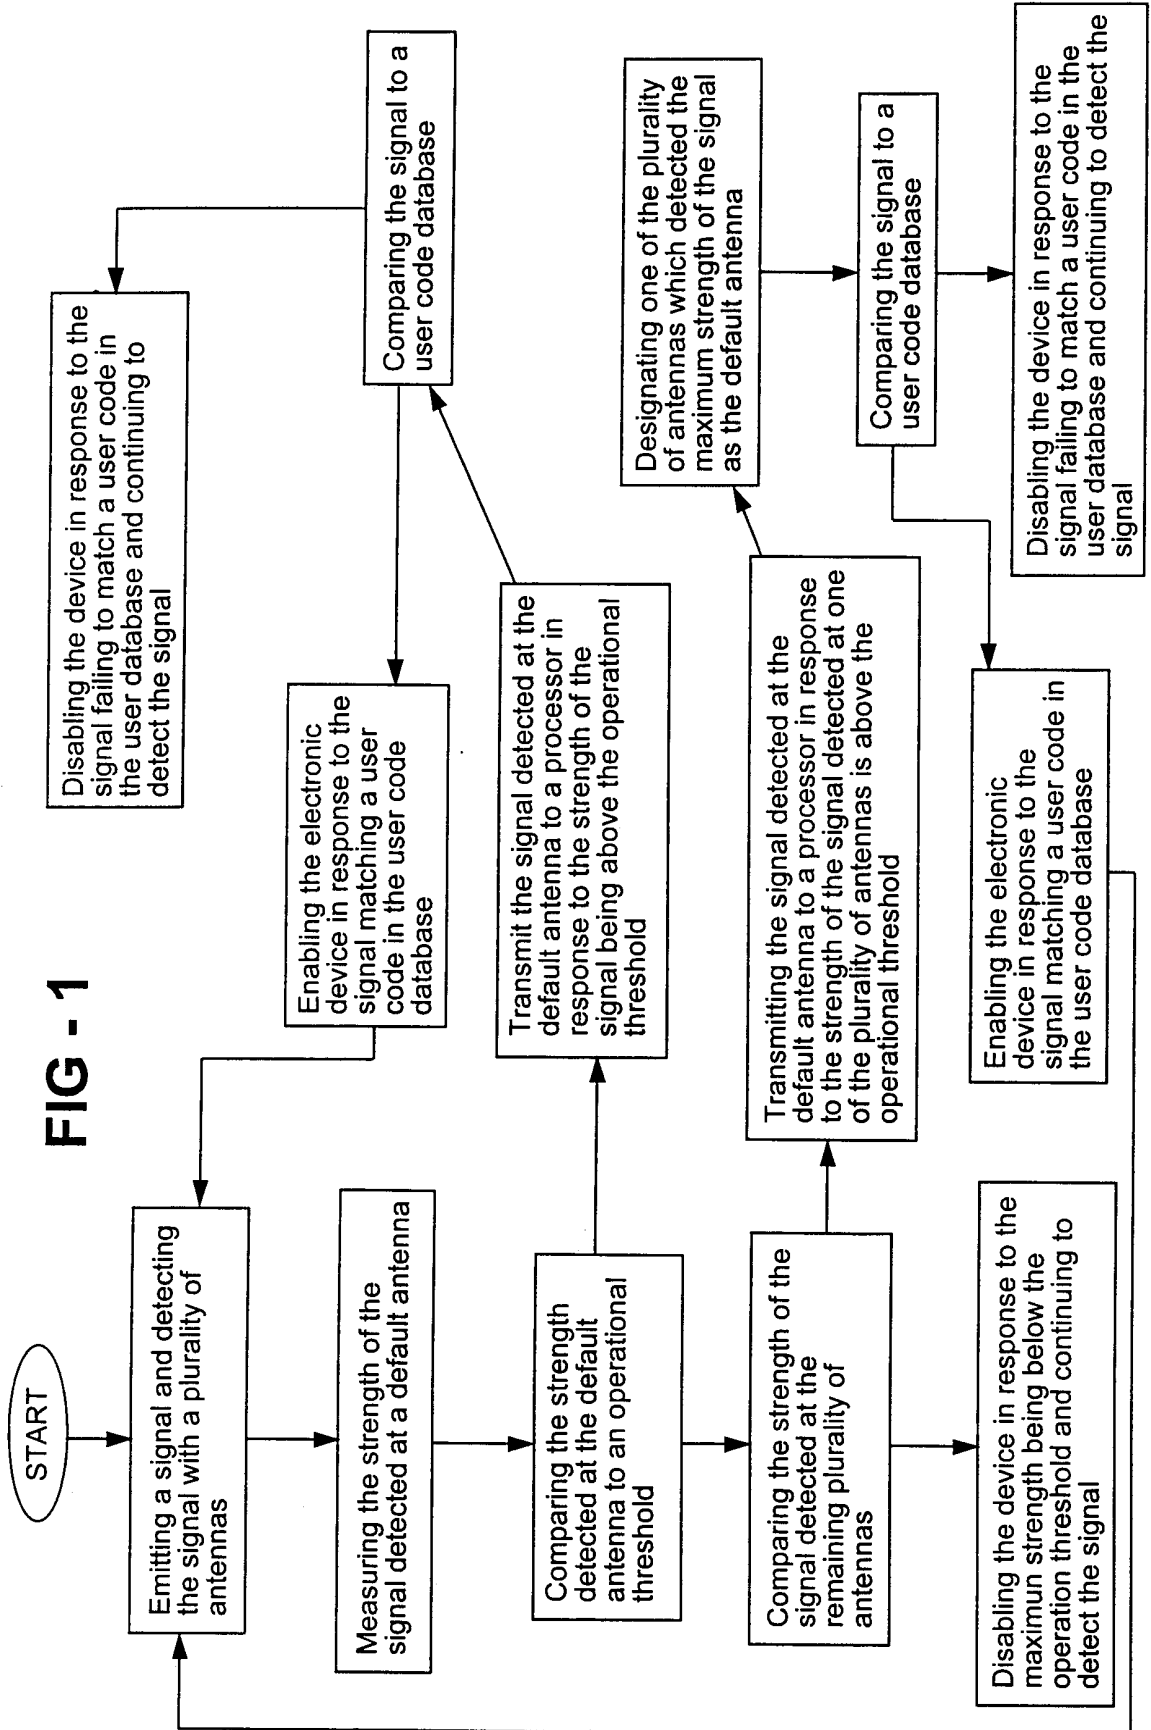 FIG - 1
START
Emitting a signal and detecting
the signal with a plurality of
antennas
Measuring the strength of the
signal detected at a default antenna
Comparing the strength
detected at the default
antenna to an operational
threshold
Comparing the strength of the
signal detected at the
remaining plurality of
antennas
Disabling the device in response to the
maximun strength being below the
operation threshold and continuing to
detect the signal
Enabling the electronic
device in response to the
signal matching a user
code in the user code
database
Transmit the signal detected at the
default antenna to a processor in
response to the strength of the
signal being above the operational
threshold
Transmitting the signal detected at the
default antenna to a processor in response
to the strength of the signal detected at one
of the plurality of antennas is above the
operational threshold
Enabling the electronic
device in response to the
signal matching a user code in
the user code database
Disabling the device in response to the
signal failing to match a user code in
the user database and continuing to
detect the signal
Comparing the signal to a
user code database
Designating one of the plurality
of antennas which detected the
maximum strength of the signal
as the default antenna
Comparing the signal to a
user code database
Disabling the device in response to the
signal failing to match a user code in the
user database and continuing to detect the
signal